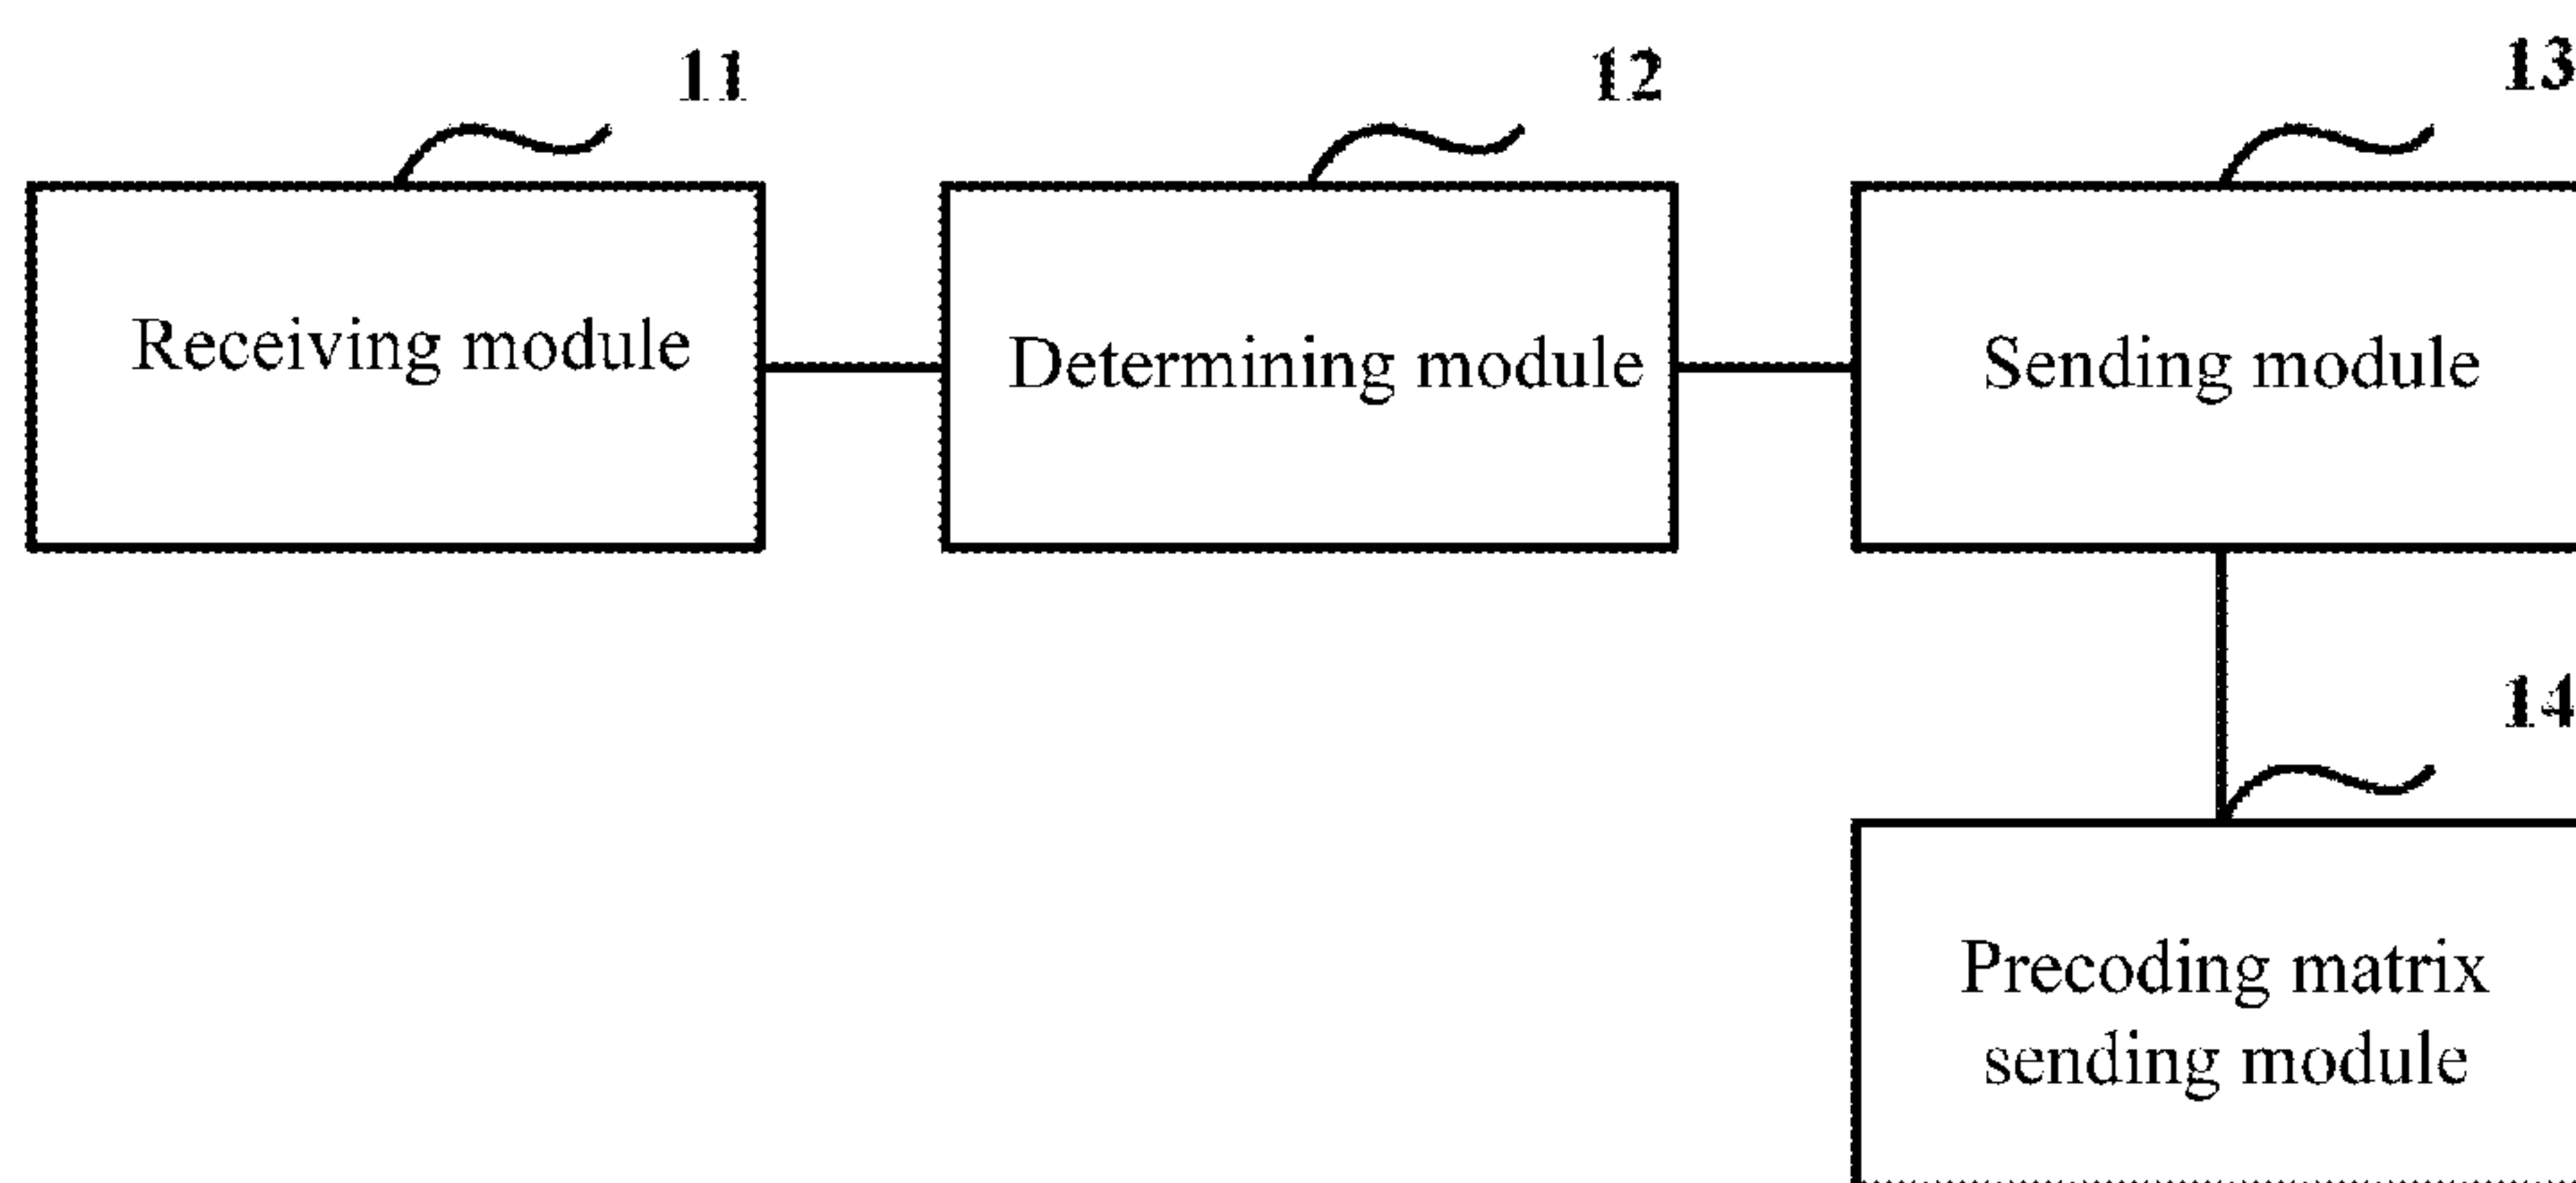 11
12
13
Receiving module
Determining module
Sending module
14
Precoding matrix
sending module